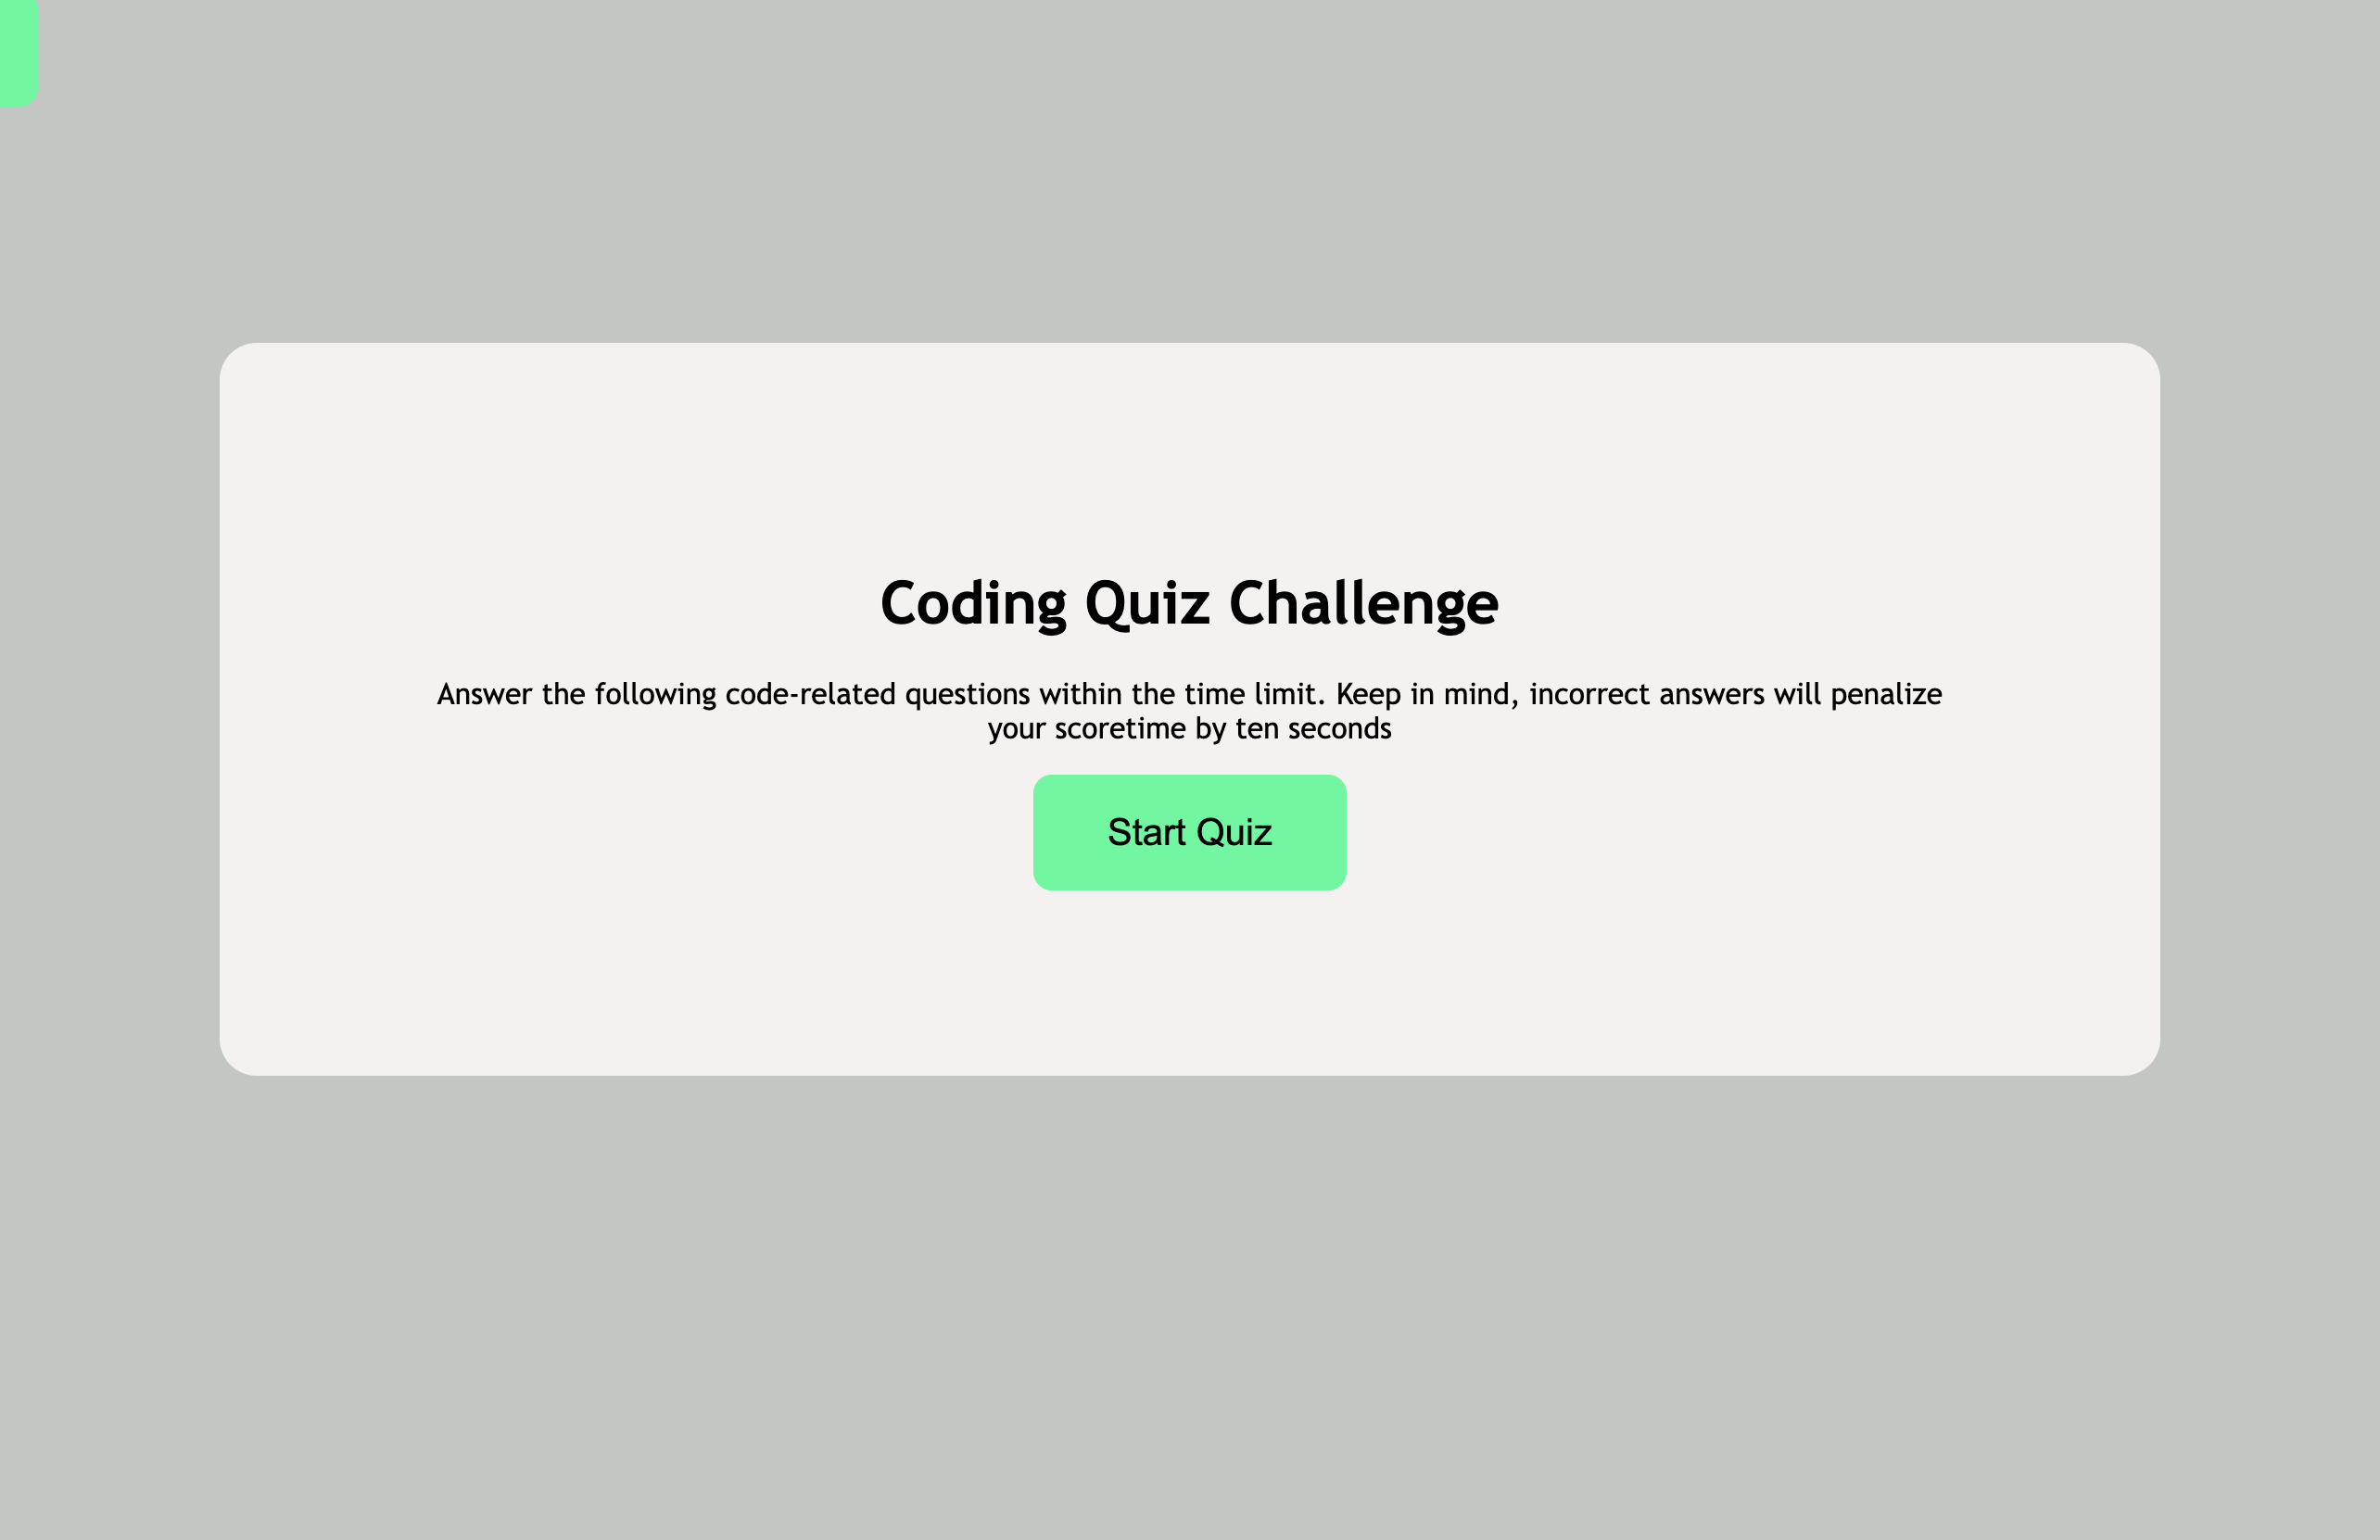 Coding Quiz Challenge
Answer the following code-related questions within the time limit. Keep in mind, incorrect answers will penalize
your scoretime by ten seconds
Start Quiz